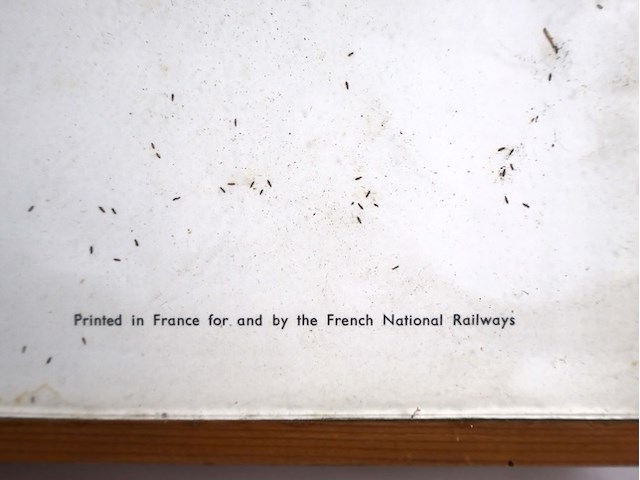 Printed in France for and by the French National Railways